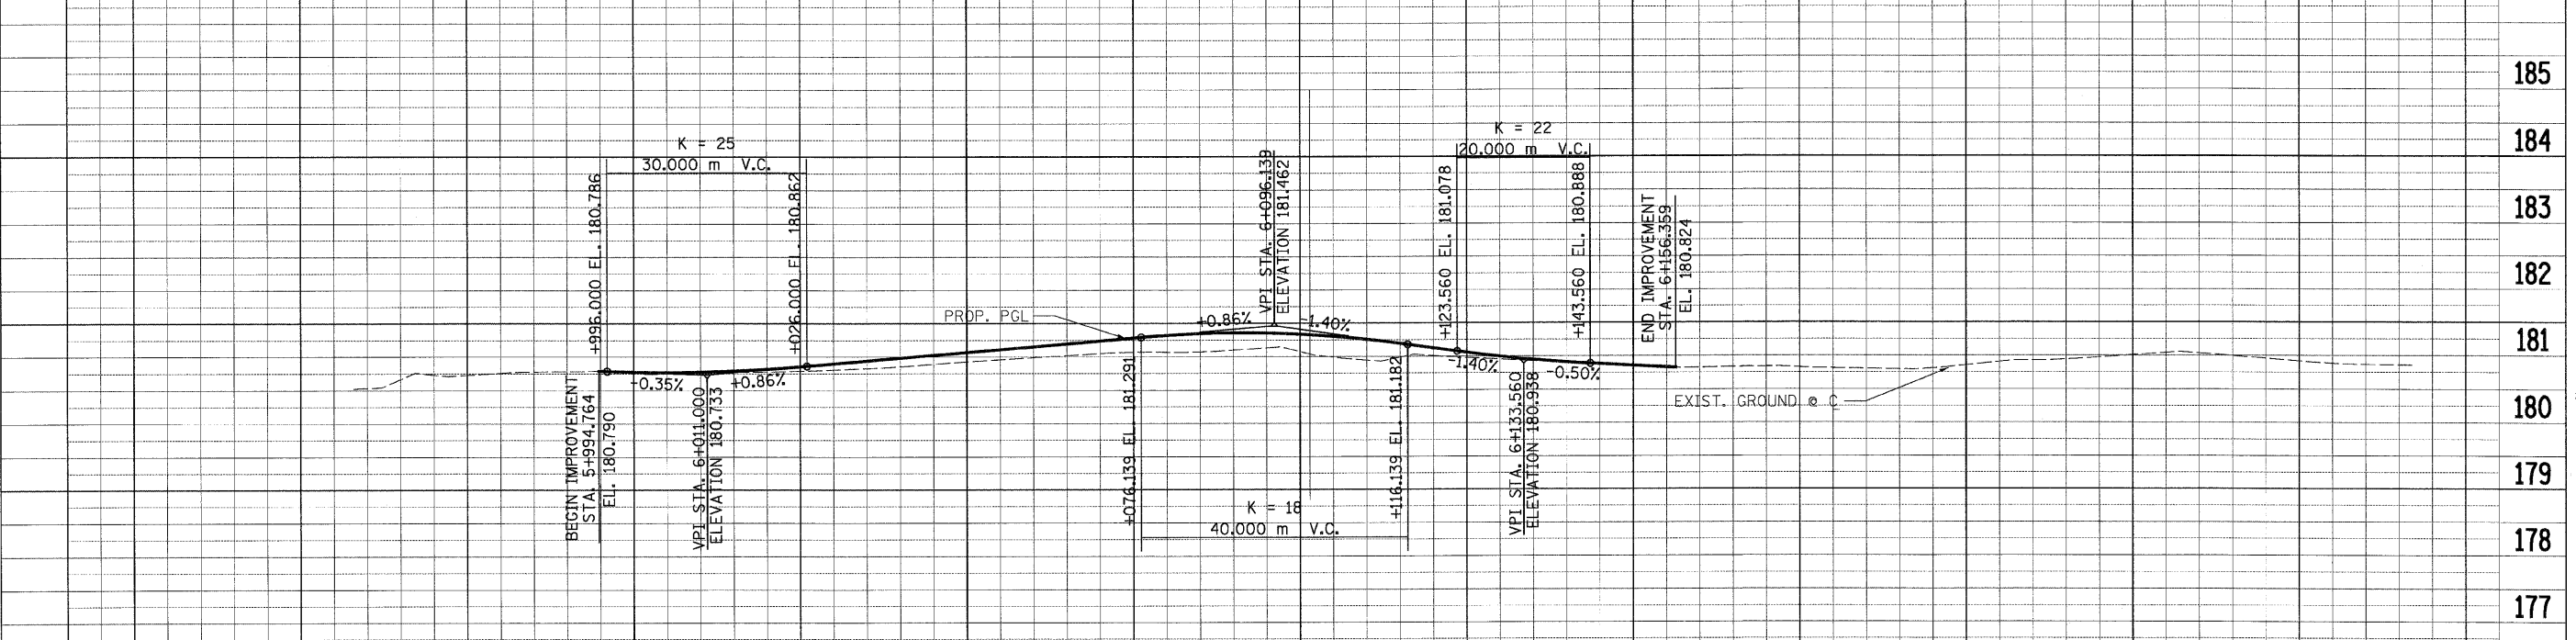 K = 25
30.000 m V.C.
+996.000 EL. 180.786
+026.000 EL. 180.862
BEGIN IMPROVEMENT
STA. 5+994.764
EL. 180.790
-0.35%
+0.86%
VPI STA. 6+011.000
ELEVATION 180.733
PROP. PGL
VPI STA. 6+096.139
ELEVATION 181.462
+0.86%
-1.40%
+076.139 EL. 181.291
+116.139 EL. 181.182
K = 18
40.000 m V.C.
K = 22
20.000 m V.C.
+123.560 EL. 181.078
+143.560 EL. 180.888
-1.40%
-0.50%
VPI STA. 6+133.560
ELEVATION 180.938
END IMPROVEMENT
STA. 6+156.359
EL. 180.824
EXIST. GROUND @ C
185
184
183
182
181
180
179
178
177